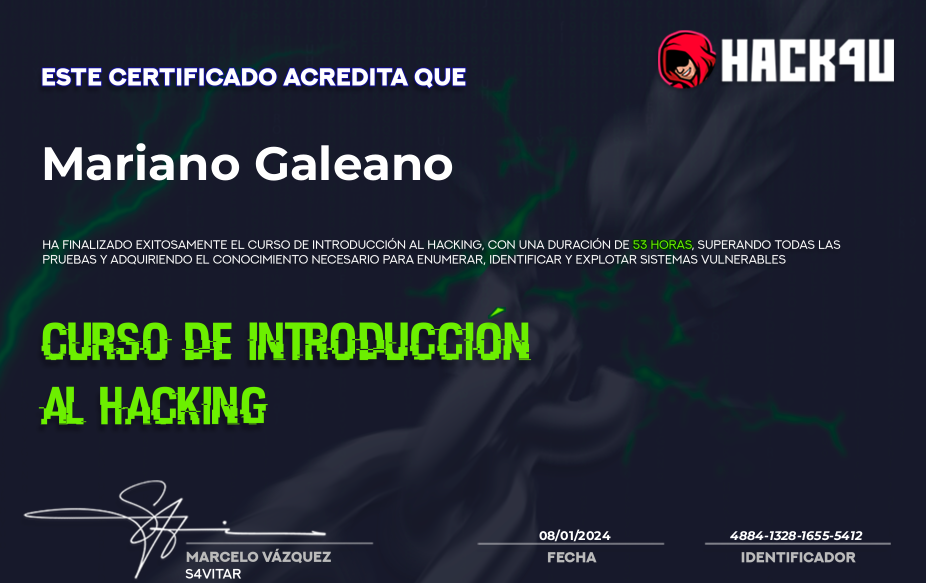 HACK4U
ESTE CERTIFICADO ACREDITA QUE
Mariano Galeano
HA FINALIZADO EXITOSAMENTE EL CURSO DE INTRODUCCIÓN AL HACKING, CON UNA DURACIÓN DE 53 HORAS, SUPERANDO TODAS LAS
PRUEBAS Y ADQUIRIENDO EL CONOCIMIENTO NECESARIO PARA ENUMERAR, IDENTIFICAR Y EXPLOTAR SISTEMAS VULNERABLES
CURSO DE INTRODUCCIÓN
AL HACKING
MARCELO VÁZQUEZ
S4VITAR
08/01/2024
FECHA
4884-1328-1655-5412
IDENTIFICADOR